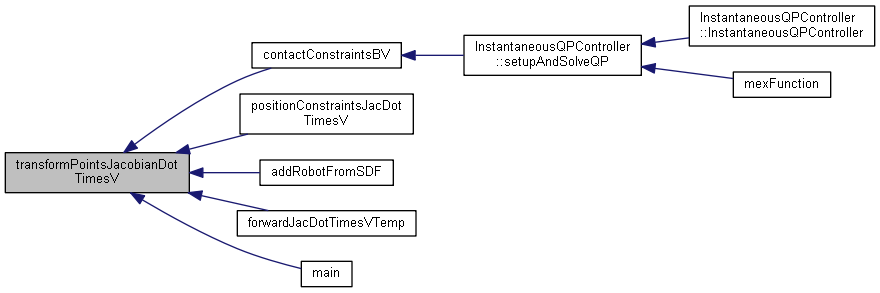 InstantaneousQPController
::InstantaneousQPController
contactConstraintsBV
InstantaneousQPController
::setupAndSolveQP
mexFunction
positionConstraintsJacDot
TimesV
transformPointsJacobianDot
TimesV
addRobotFromSDF
forwardJacDotTimesVTemp
main